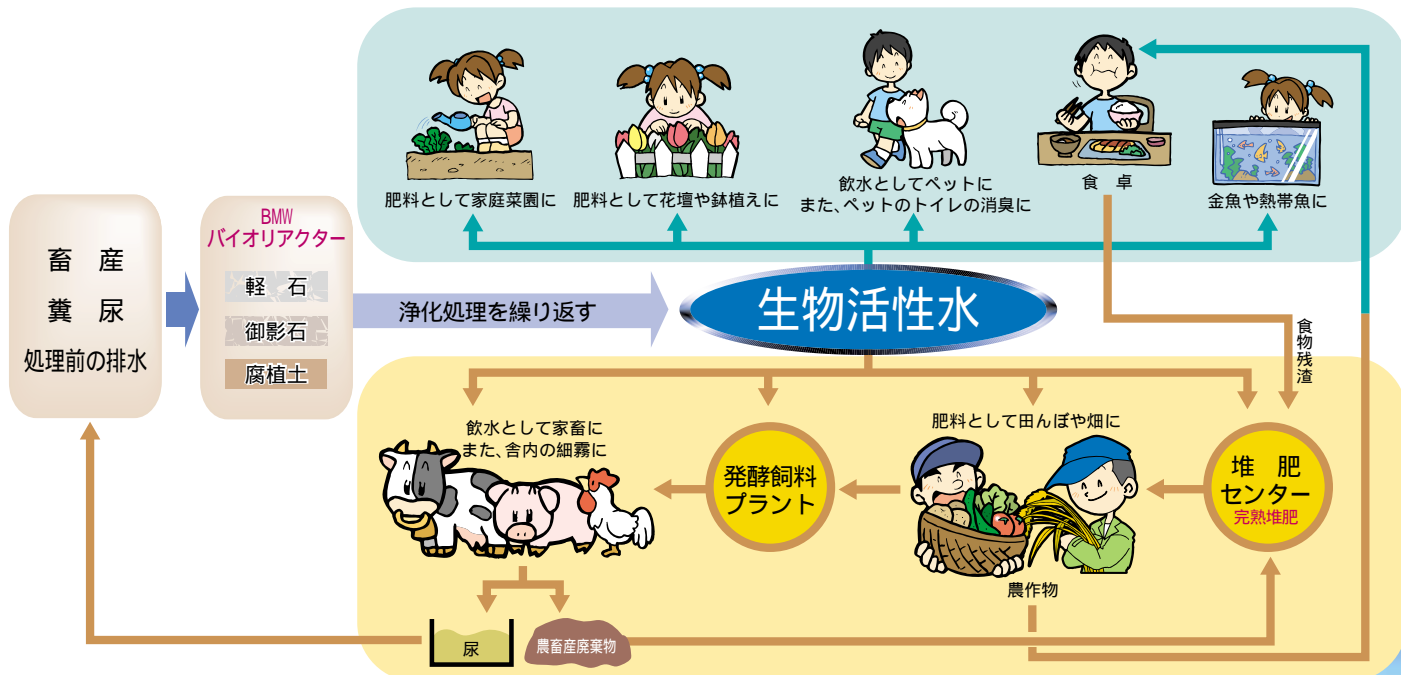 畜産
糞尿
処理前の排水
BMW
バイオリアクター
軽石
御影石
腐植土
浄化処理を繰り返す
生物活性水
肥料として家庭菜園に
肥料として花壇や鉢植えに
飲水としてペットに
また、ペットのトイレの消臭に
食卓
金魚や熱帯魚に
食物残渣
飲水として家畜に
また、舎内の細霧に
発酵飼料
プラント
肥料として田んぼや畑に
農作物
堆肥
センター
完熟堆肥
尿
農畜産廃棄物